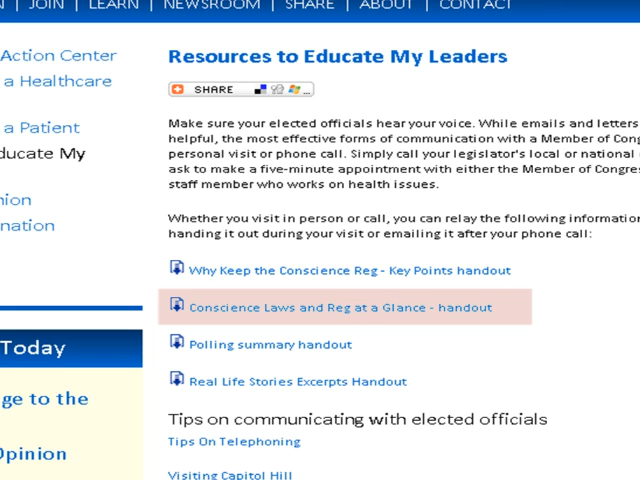 JOIN | LEARN | NEWSROOM | SHARE | ABOUT | CONTACT
Action Center
a Healthcare
a Patient
My
Today
to the
Opinion
Resources to Educate My Leaders
SHARE
Make sure your elected officials hear your voice. While emails and letters
helpful, the most effective forms of communication with a Member of
personal visit or phone call. Simply call your legislator's local or national
ask to make a five-minute appointment with either the Member of
staff member who works on health issues.
Whether you visit in person or call, you can relay the following
handing it out during your visit or emailing it after your phone call:
Why Keep the Conscience Reg - Key Points handout
Conscience Laws and Reg at a Glance - handout
Polling summary handout
Real Life Stories Excerpts Handout
Tips on communicating with elected officials
Tips On Telephoning
Visiting Capitol Hill